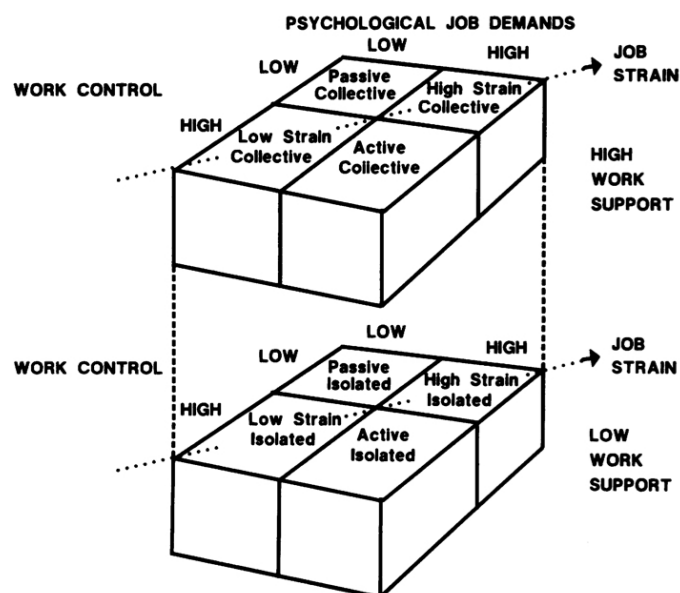 PSYCHOLOGICAL JOB DEMANDS
LOW
HIGH
JOB
STRAIN
WORK CONTROL
LOW
HIGH
Passive
Collective
High Strain
Collective
Low Strain
Collective
Active
Collective
HIGH
WORK
SUPPORT
LOW
HIGH
JOB
STRAIN
WORK CONTROL
LOW
HIGH
Passive
Isolated
High Strain
Isolated
Low Strain
Isolated
Active
Isolated
LOW
WORK
SUPPORT